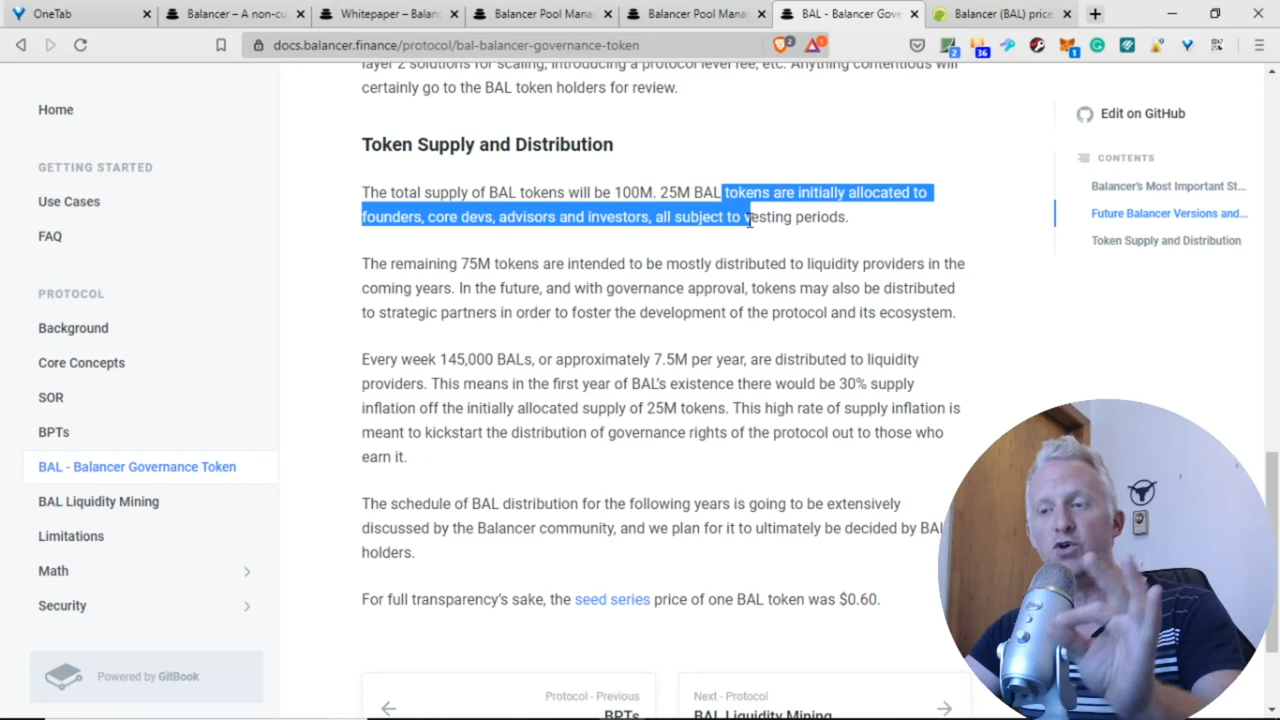 OneTab
Balancer – A non-cu
Whitepaper – Balanc
Balancer Pool Manag
Balancer Pool Manag
BAL - Balancer Gove
Balancer (BAL) price
docs.balancer.finance/protocol/bal-balancer-governance-token
2
1
2
36
1
layer 2 solutions for scaling, introducing a protocol level fee, etc. Anything contentious will
certainly go to the BAL token holders for review.
Home
GETTING STARTED
Use Cases
FAQ
PROTOCOL
Background
Core Concepts
SOR
BPTs
BAL - Balancer Governance Token
BAL Liquidity Mining
Limitations
Math
Security
Powered by GitBook
Token Supply and Distribution
The total supply of BAL tokens will be 100M. 25M BAL tokens are initially allocated to
founders, core devs, advisors and investors, all subject to vesting periods.
The remaining 75M tokens are intended to be mostly distributed to liquidity providers in the
coming years. In the future, and with governance approval, tokens may also be distributed
to strategic partners in order to foster the development of the protocol and its ecosystem.
Every week 145,000 BALs, or approximately 7.5M per year, are distributed to liquidity
providers. This means in the first year of BAL's existence there would be 30% supply
inflation off the initially allocated supply of 25M tokens. This high rate of supply inflation is
meant to kickstart the distribution of governance rights of the protocol out to those who
earn it.
The schedule of BAL distribution for the following years is going to be extensively
discussed by the Balancer community, and we plan for it to ultimately be decided by BAL
holders.
For full transparency's sake, the seed series price of one BAL token was $0.60.
Protocol - Previous
BPTs
Next - Protocol
BAL Liquidity Mining
Edit on GitHub
CONTENTS
Balancer's Most Important St...
Future Balancer Versions and...
Token Supply and Distribution